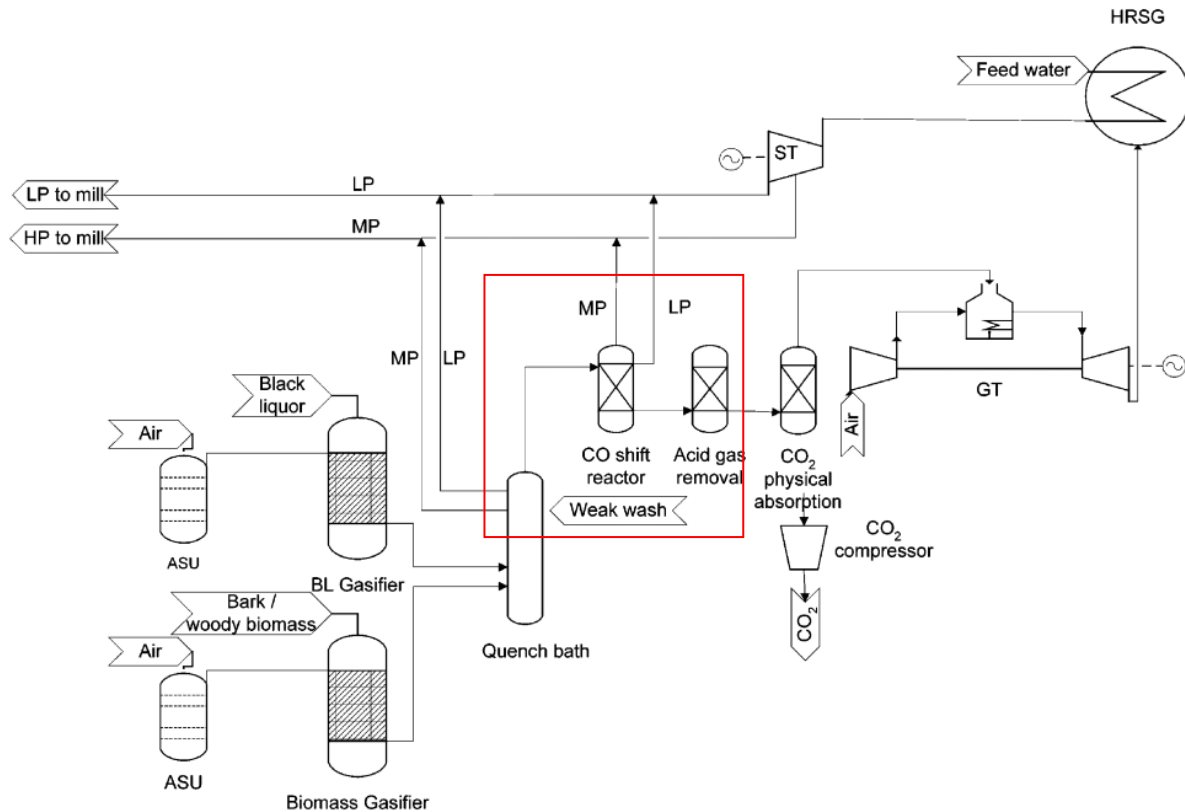 HRSG
Feed water
ST
LP to mill
LP
HP to mill
MP
MP
LP
MP
LP
Black
liquor
Air
GT
Air
CO shift
reactor
Acid gas
removal
CO₂
physical
absorption
Weak wash
CO₂
compressor
ASU
BL Gasifier
Bark /
woody biomass
Air
CO₂
Quench bath
ASU
Biomass Gasifier